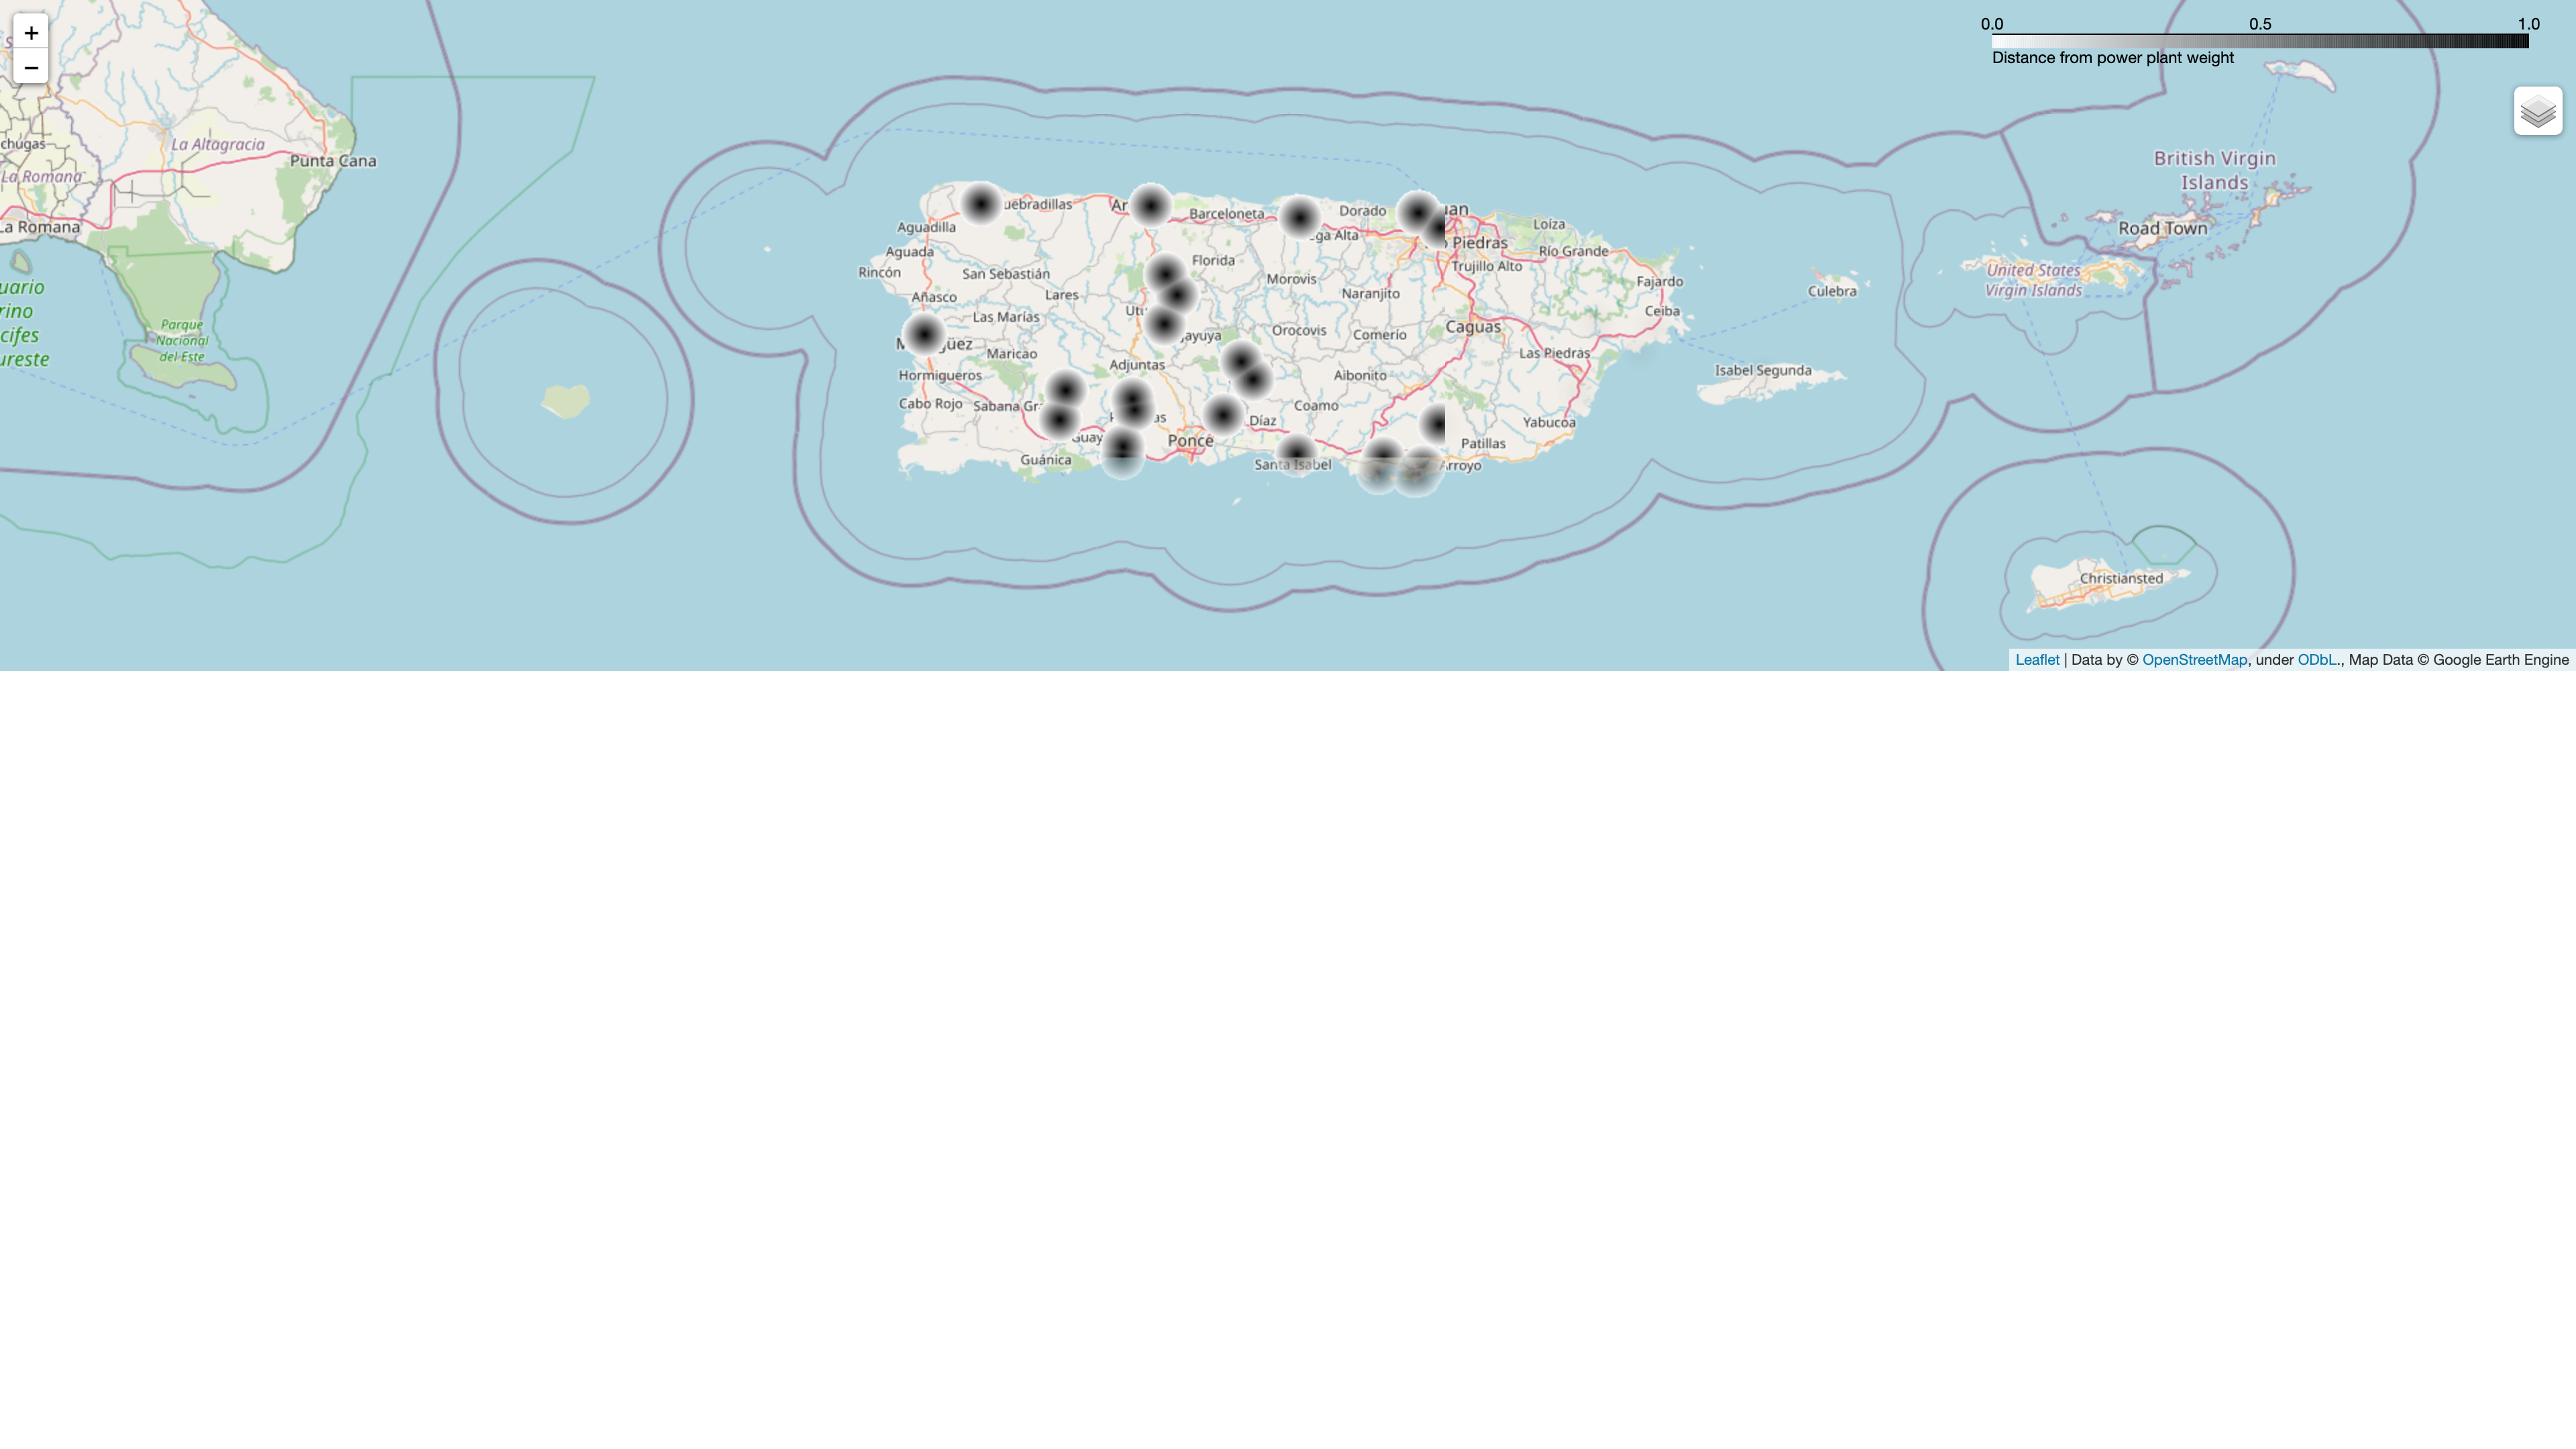 +
−
0.0 0.5 1.0
Distance from power plant weight
chugas
La Romana
La Romana
La Altagracia
Punta Cana
Parque
Nacional
del Este
uario
rino
cifes
ureste
British Virgin
Islands
Road Town
United States
Virgin Islands
Christiansted
Culebra
Isabel Segunda
uebradillas
Ar
Barceloneta
Dorado
uan
Aguadilla
ga Alta
Piedras
Loíza
Aguada
Río Grande
Rincón
San Sebastián
Florida
Morovis
Trujillo Alto
Fajardo
Añasco
Lares
Naranjito
Ceiba
Las Marías
Utu
ayuya
Orocovis
Comerío
Caguas
M güez
Maricao
Adjuntas
Las Piedras
Hormigueros
Aibonito
Cabo Rojo
Sabana Gr
as
Díaz
Coamo
Yabucoa
Guay
Ponce
Patillas
Guánica
Santa Isabel
Arroyo
Leaflet | Data by © OpenStreetMap, under ODbL., Map Data © Google Earth Engine